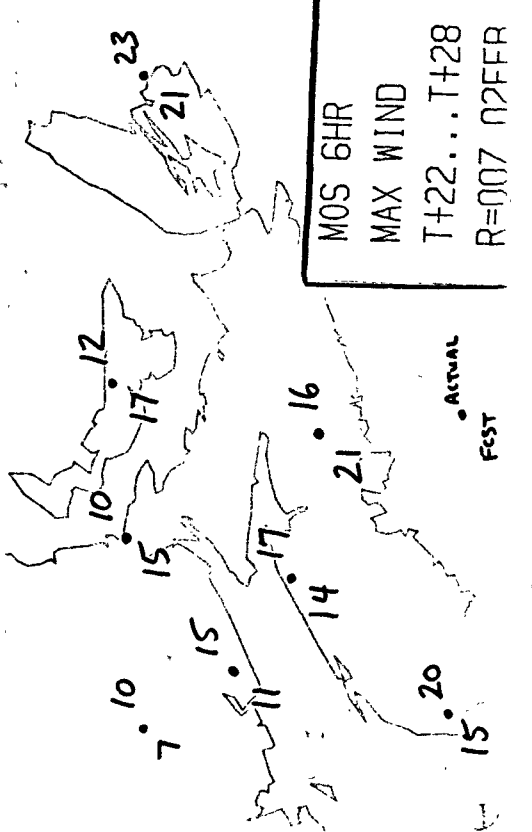 23
21
12
17
10
15
10
7
15
11
17
14
16
21
20
15
ACTUAL
FCST
MOS 6HR
MAX WIND
T+22...T+28
R=007 02FEB